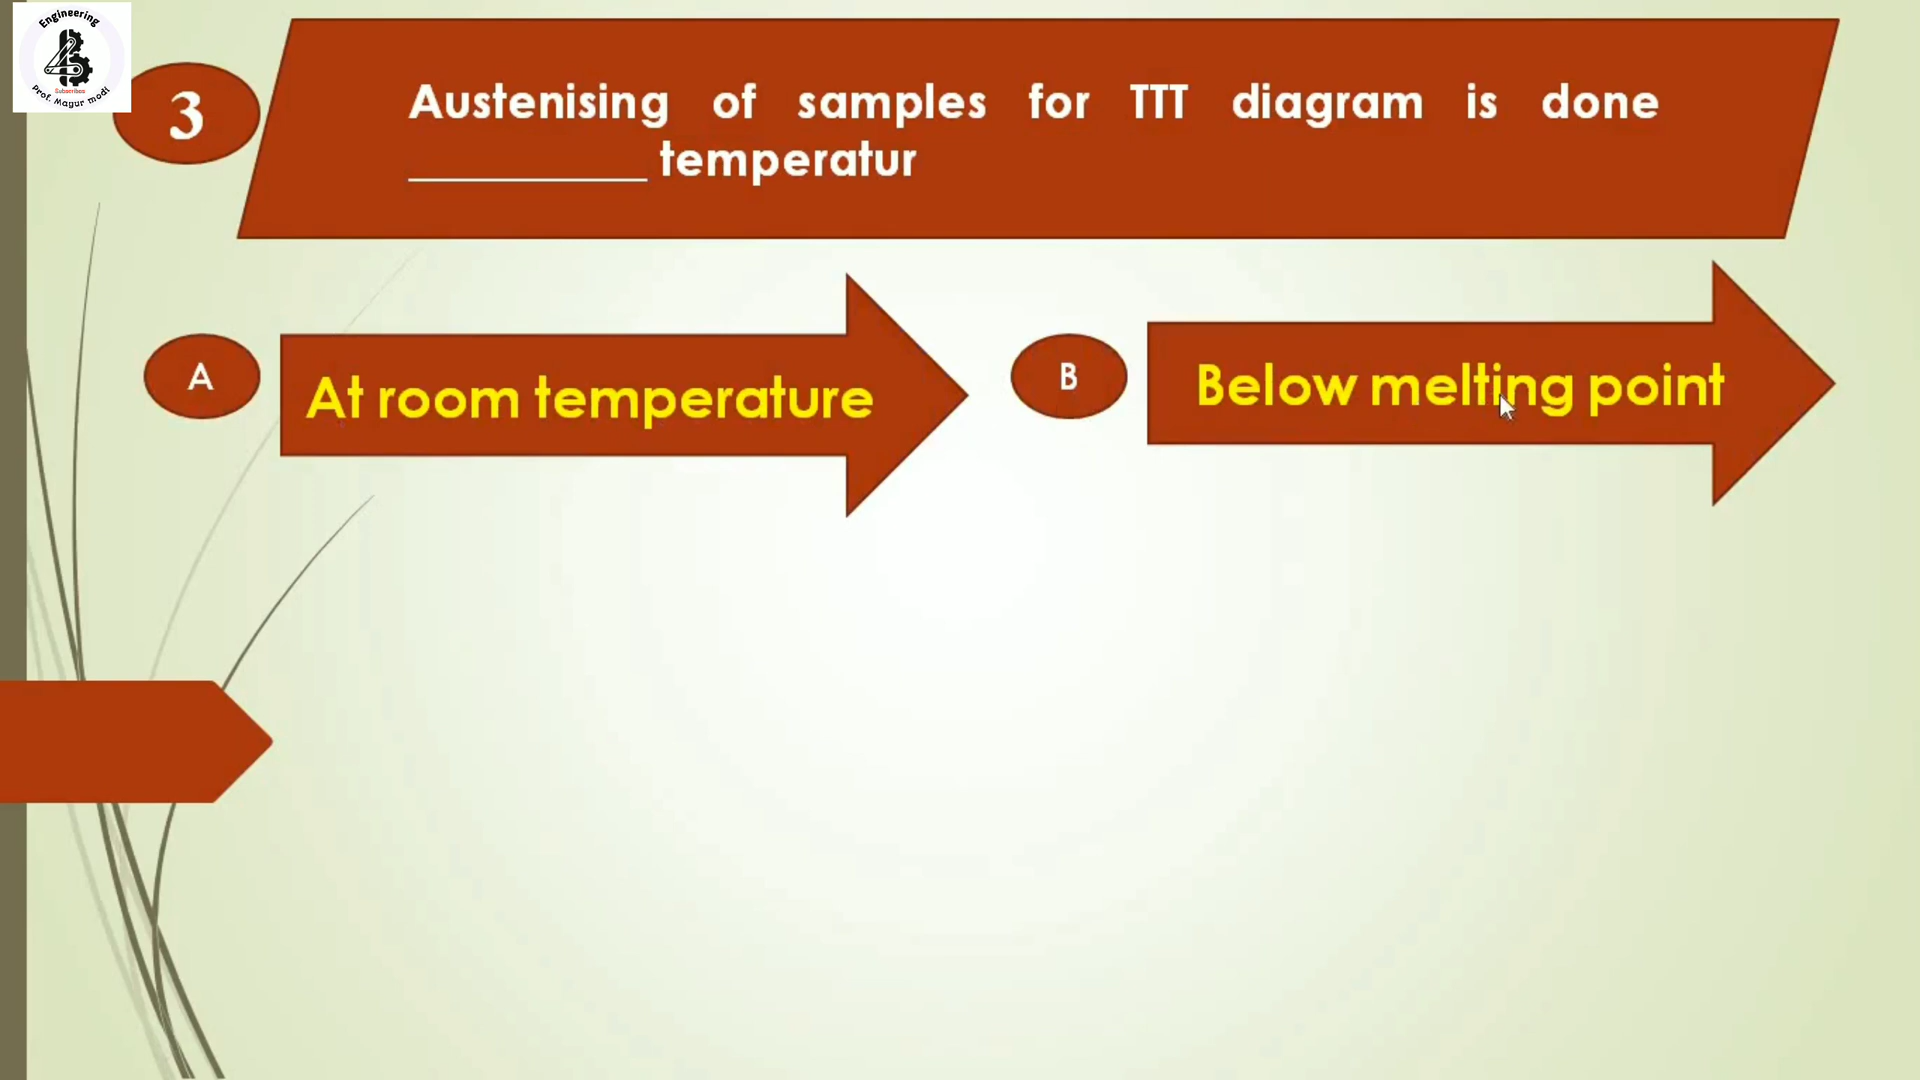 Engineering
Subscribes
Prof. Mayur modi
3
Austenising of samples for TTT diagram is done
__________ temperatur
A
At room temperature
B
Below melting point